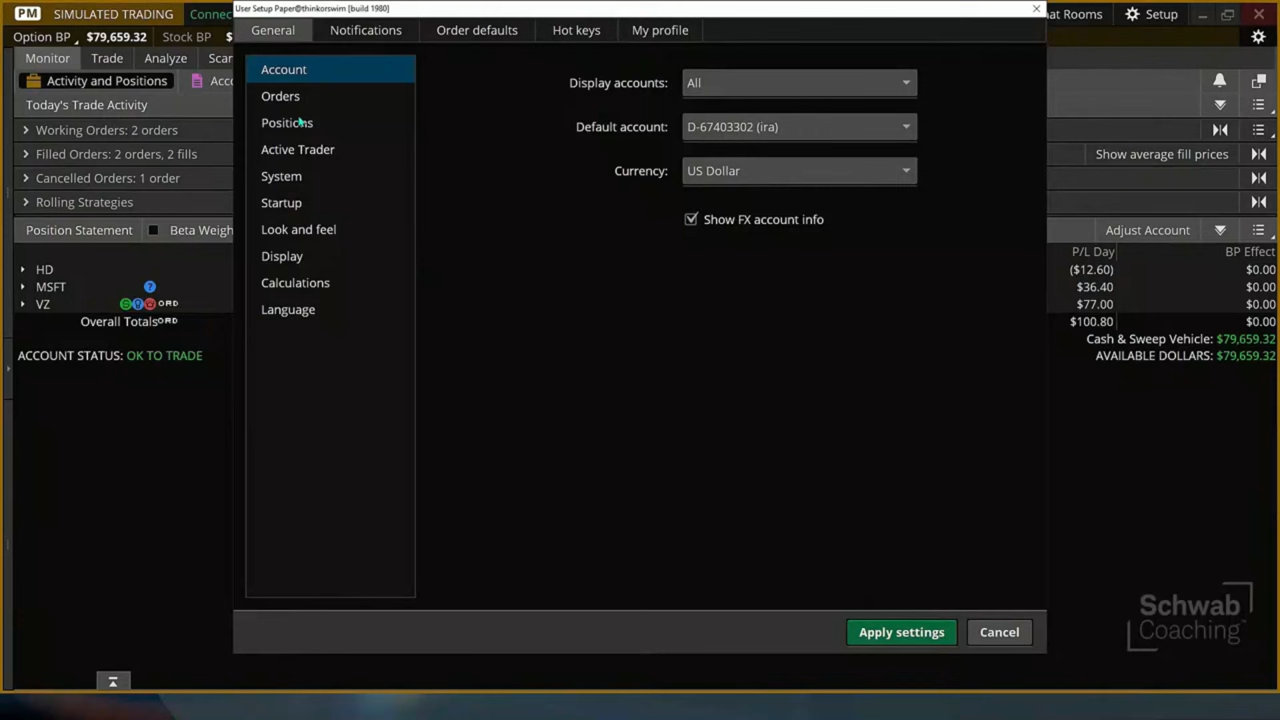 User Setup Paper@thinkorswim [build 1980]
PM SIMULATED TRADING
Chat Rooms Setup
Option BP $79,659.32 Stock BP
General Notifications Order defaults Hot keys My profile
Monitor Trade Analyze
Activity and Positions
Today's Trade Activity
Working Orders: 2 orders
Filled Orders: 2 orders, 2 fills
Show average fill prices
Cancelled Orders: 1 order
Rolling Strategies
Position Statement
Adjust Account
P/L Day BP Effect
HD ($12.60) $0.00
MSFT $36.40 $0.00
VZ ORD $77.00 $0.00
Overall Totals ORD $100.80 $0.00
Cash & Sweep Vehicle: $79,659.32
ACCOUNT STATUS: OK TO TRADE
AVAILABLE DOLLARS: $79,659.32
Account
Orders
Positions
Active Trader
System
Startup
Look and feel
Display
Calculations
Language
Display accounts: All
Default account: D-67403302 (ira)
Currency: US Dollar
Show FX account info
Apply settings Cancel
Schwab
Coaching